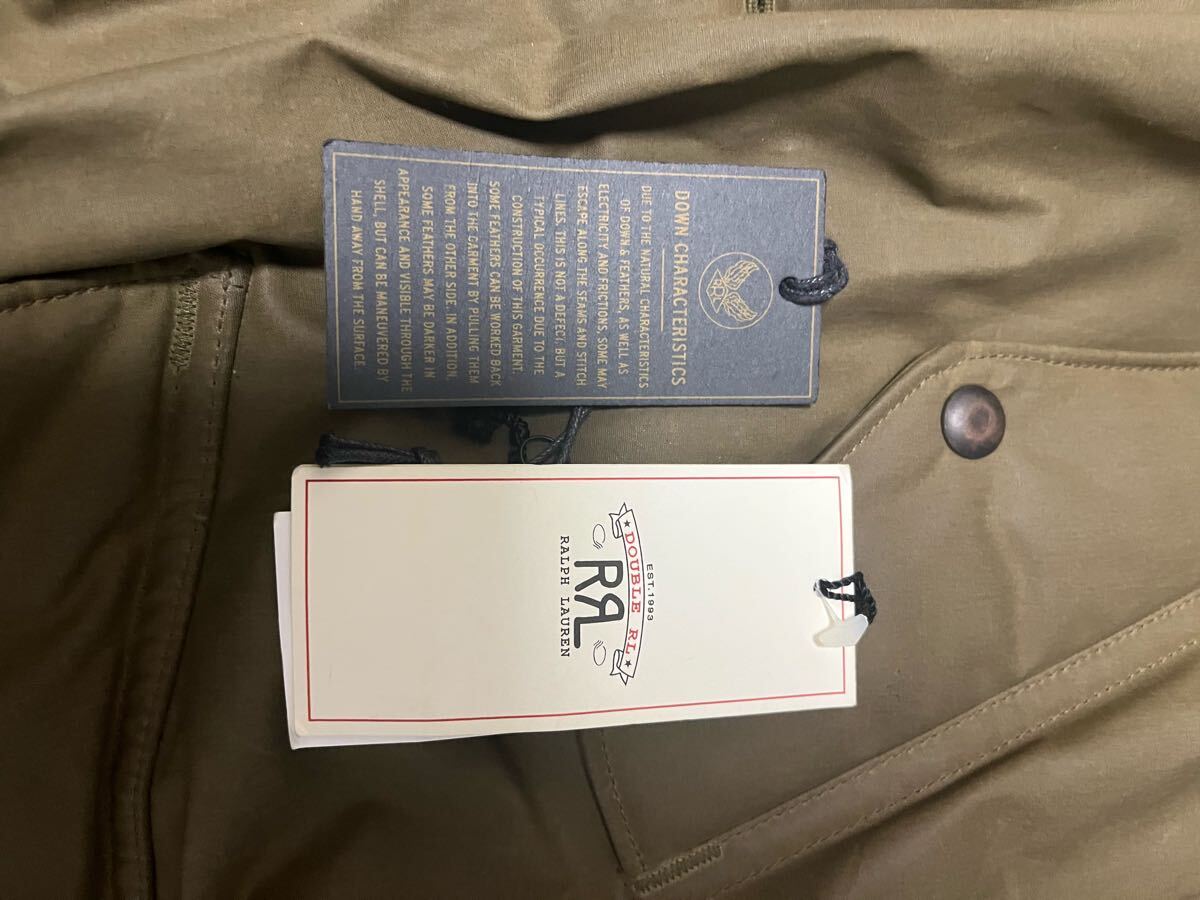 DOWN CHARACTERISTICS
DUE TO THE NATURAL CHARACTERISTICS
OF DOWN & FEATHERS, AS WELL AS
ELECTRICITY AND FRICTIONS, SOME MAY
ESCAPE ALONG THE SEAMS AND STITCH
LINES. THIS IS NOT A DEFECT, BUT A
TYPICAL OCCURRENCE DUE TO THE
CONSTRUCTION OF THIS GARMENT.
SOME FEATHERS CAN BE WORKED BACK
INTO THE GARMENT BY PULLING THEM
FROM THE OTHER SIDE. IN ADDITION,
SOME FEATHERS MAY BE DARKER IN
APPEARANCE AND VISIBLE THROUGH THE
SHELL, BUT CAN BE MANEUVERED BY
HAND AWAY FROM THE SURFACE.
EST.1993
DOUBLE RL
RRL
RALPH LAUREN